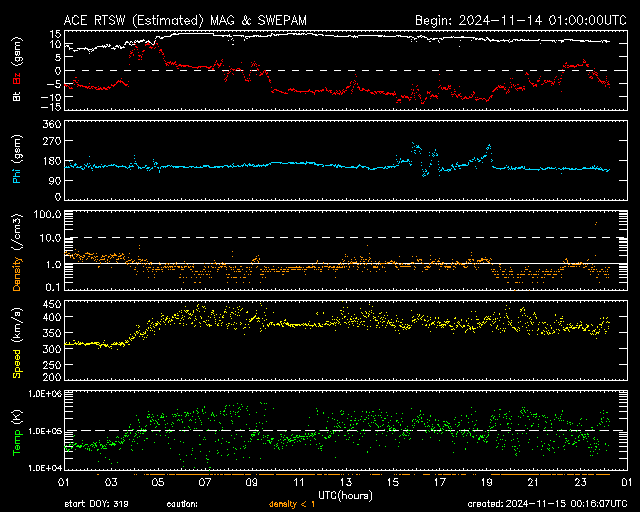 ACE RTSW (Estimated) MAG & SWEPAM Begin: 2024-11-14 01:00:00UTC
15
10
5
0
-5
-10
-15
Bt Bz (gsm)
360
270
180
90
0
Phi (gsm)
100.0
10.0
1.0
0.1
Density (/cm3)
450
400
350
300
250
200
Speed (km/s)
1.0E+06
1.0E+05
1.0E+04
Temp (K)
01 03 05 07 09 11 13 15 17 19 21 23 01
UTC(hours)
start DOY: 319 caution: density < 1 created: 2024-11-15 00:16:07UTC